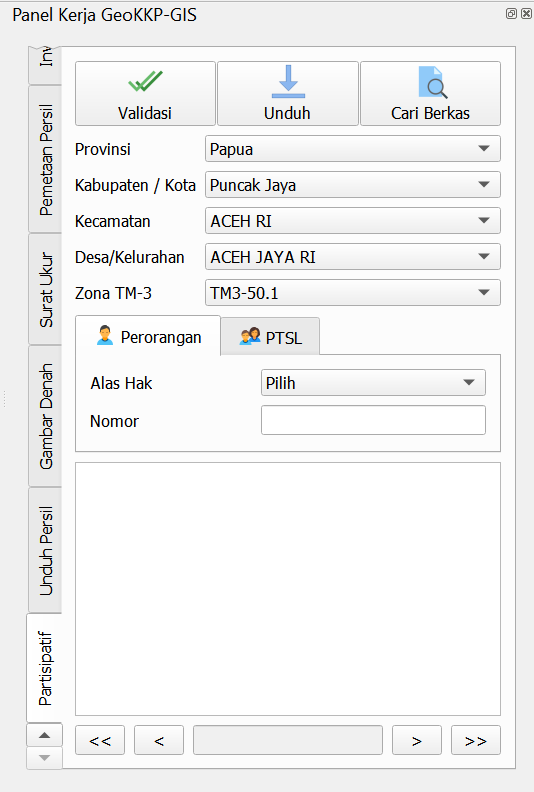 Panel Kerja GeoKKP-GIS
Pemetaan Persil
Surat Ukur
Gambar Denah
Unduh Persil
Partisipatif
Validasi
Unduh
Cari Berkas
Provinsi
Papua
Kabupaten / Kota
Puncak Jaya
Kecamatan
ACEH RI
Desa/Kelurahan
ACEH JAYA RI
Zona TM-3
TM3-50.1
Perorangan
PTSL
Alas Hak
Pilih
Nomor
<<
<
>
>>